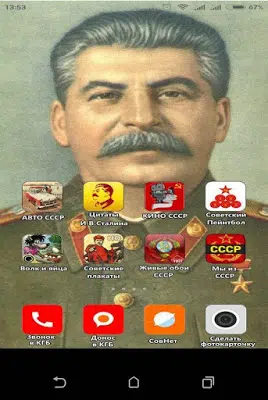 13:53
67%
АВТО СССР
Цитаты
И.В.Сталина
КИНО СССР
Советский
Пейнтбол
Волк и яйца
Советские
плакаты
Живые обои
СССР
Мы из
СССР
Звонок
в КГБ
Донос
в КГБ
СовНет
Сделать
фотокарточку